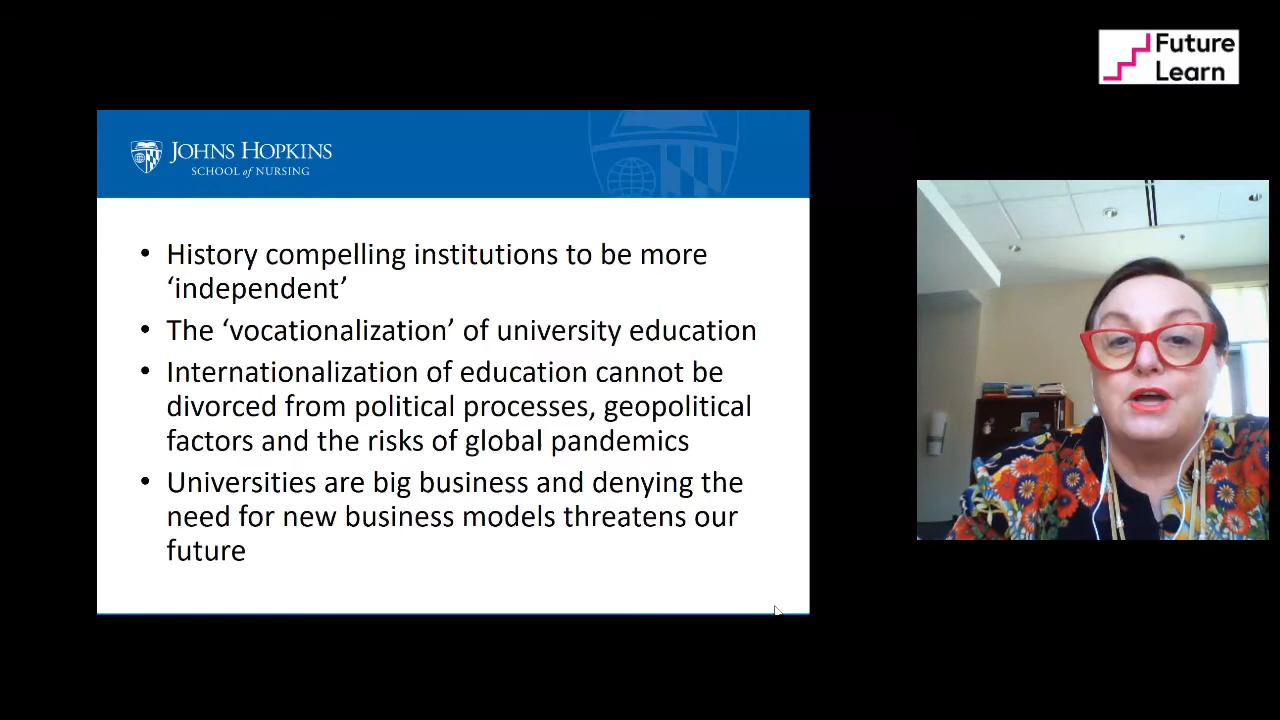 Future
Learn
JOHNS HOPKINS
SCHOOL of NURSING
• History compelling institutions to be more
‘independent’
• The ‘vocationalization’ of university education
• Internationalization of education cannot be
divorced from political processes, geopolitical
factors and the risks of global pandemics
• Universities are big business and denying the
need for new business models threatens our
future